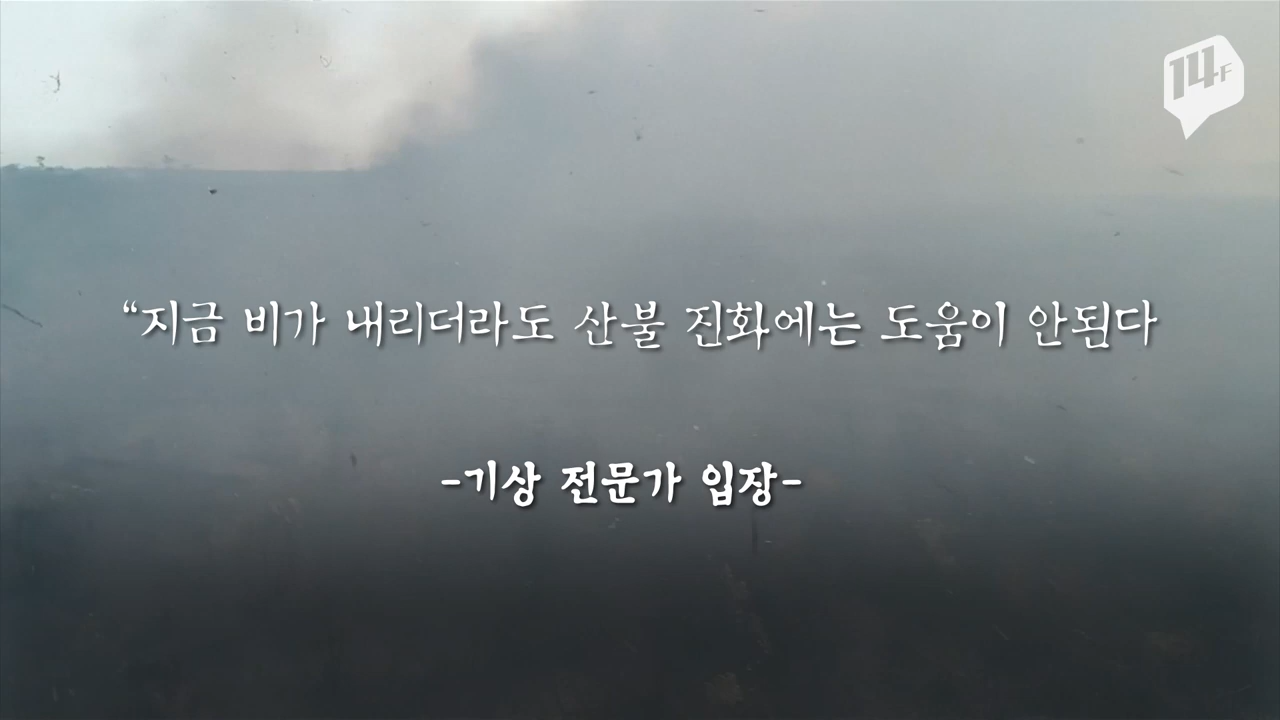 14F
“지금 비가 내리더라도 산불 진화에는 도움이 안된다
-기상 전문가 입장-